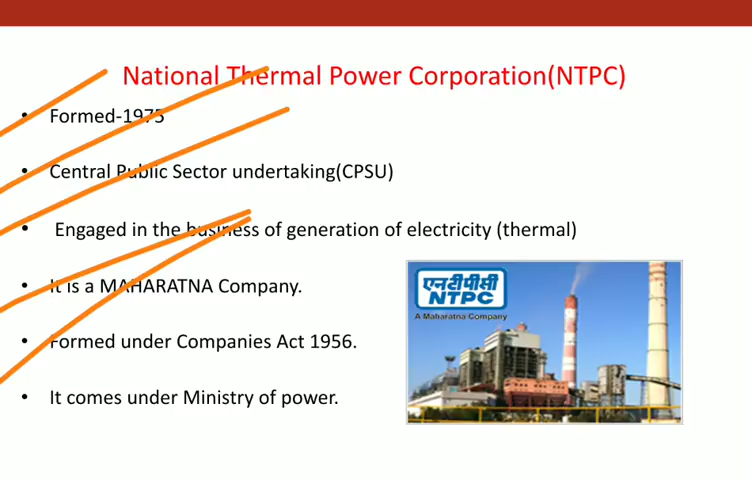 National Thermal Power Corporation(NTPC)
• Formed-1975
• Central Public Sector undertaking(CPSU)
• Engaged in the business of generation of electricity (thermal)
• It is a MAHARATNA Company.
• Formed under Companies Act 1956.
• It comes under Ministry of power.
एनटीपीसी
NTPC
A Maharatna Company